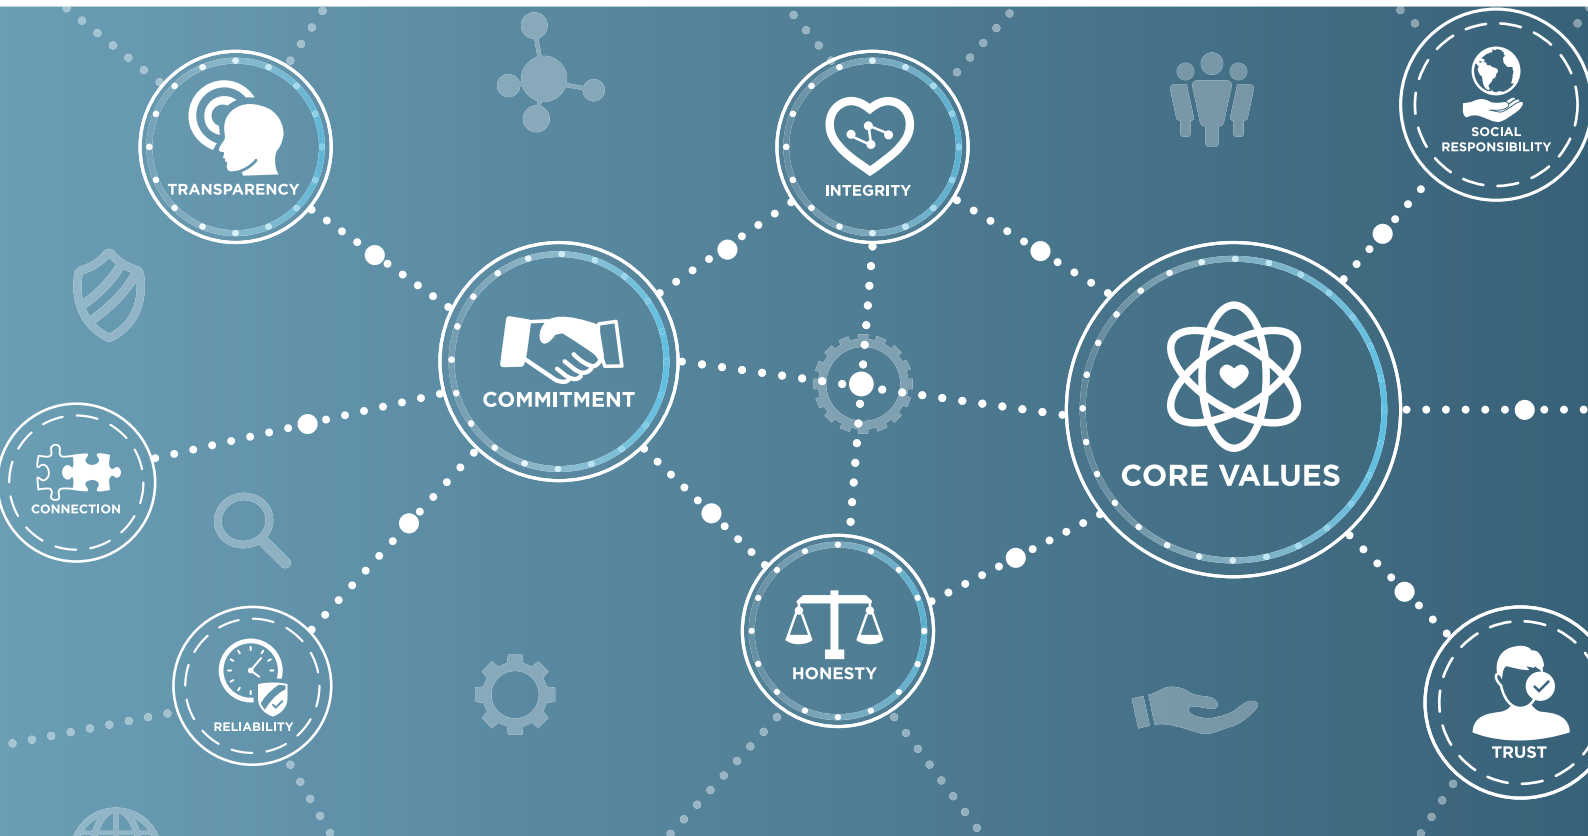 TRANSPARENCY
INTEGRITY
SOCIAL
RESPONSIBILITY
COMMITMENT
CORE VALUES
CONNECTION
HONESTY
RELIABILITY
TRUST